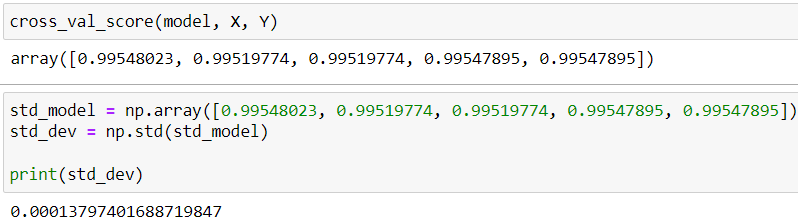 cross_val_score(model, X, Y)
array([0.99548023, 0.99519774, 0.99519774, 0.99547895, 0.99547895])
std_model = np.array([0.99548023, 0.99519774, 0.99519774, 0.99547895, 0.99547895])
std_dev = np.std(std_model)
print(std_dev)
0.00013797401688719847